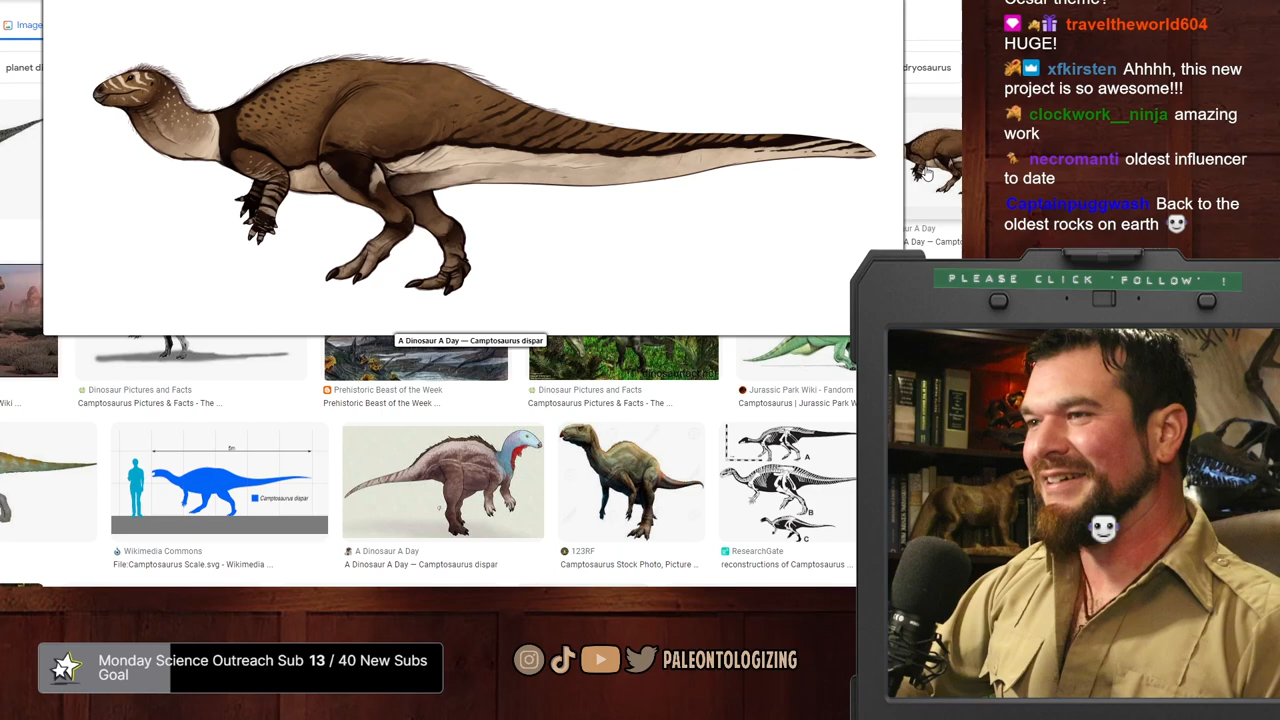 Cesar theme?
Image
traveltheworld604
HUGE!
planet di
dryosaurus
xfkirsten Ahhhh, this new
project is so awesome!!!
clockwork__ninja amazing
work
necromanti oldest influencer
to date
Captainpuggwash Back to the
oldest rocks on earth
ur A Day
A Day — Campto
PLEASE CLICK 'FOLLOW' !
A Dinosaur A Day — Camptosaurus dispar
Dinosaur Pictures and Facts
Prehistoric Beast of the Week
Dinosaur Pictures and Facts
Jurassic Park Wiki - Fandom
Wiki ...
Camptosaurus Pictures & Facts - The ...
Prehistoric Beast of the Week ...
Camptosaurus Pictures & Facts - The ...
Camptosaurus | Jurassic Park W
5m
Camptosaurus dispar
A
B
C
Wikimedia Commons
A Dinosaur A Day
123RF
ResearchGate
File:Camptosaurus Scale.svg - Wikimedia ...
A Dinosaur A Day — Camptosaurus dispar
Camptosaurus Stock Photo, Picture ...
reconstructions of Camptosaurus ...
Monday Science Outreach Sub 13 / 40 New Subs
Goal
PALEONTOLOGIZING